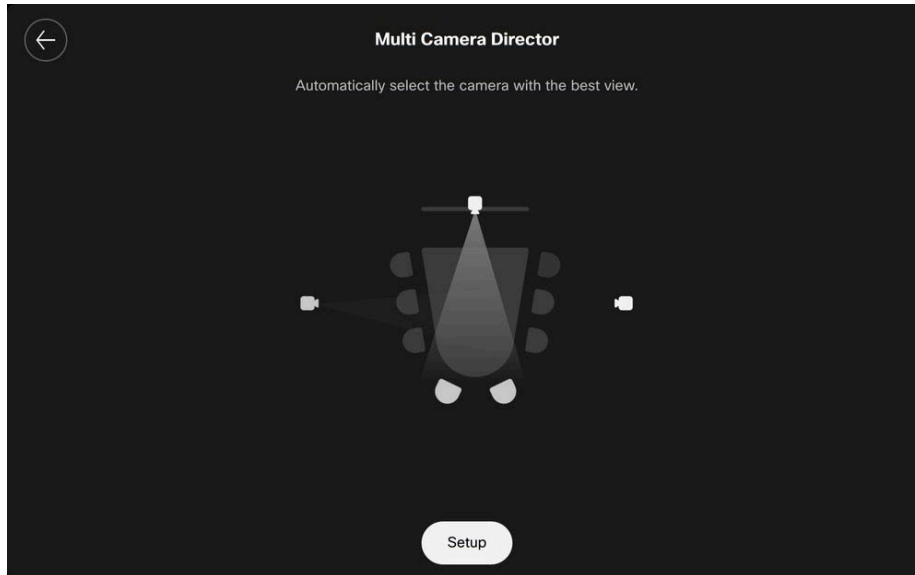 Multi Camera Director
Automatically select the camera with the best view.
Setup